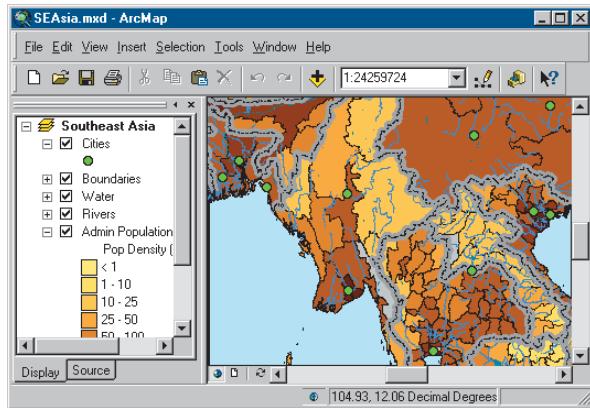 SEAsia.mxd - ArcMap
File Edit View Insert Selection Tools Window Help
1:24259724
Southeast Asia
Cities
Boundaries
Water
Rivers
Admin Population
Pop Density (
< 1
1 - 10
10 - 25
25 - 50
50 - 100
Display Source
104.93, 12.06 Decimal Degrees